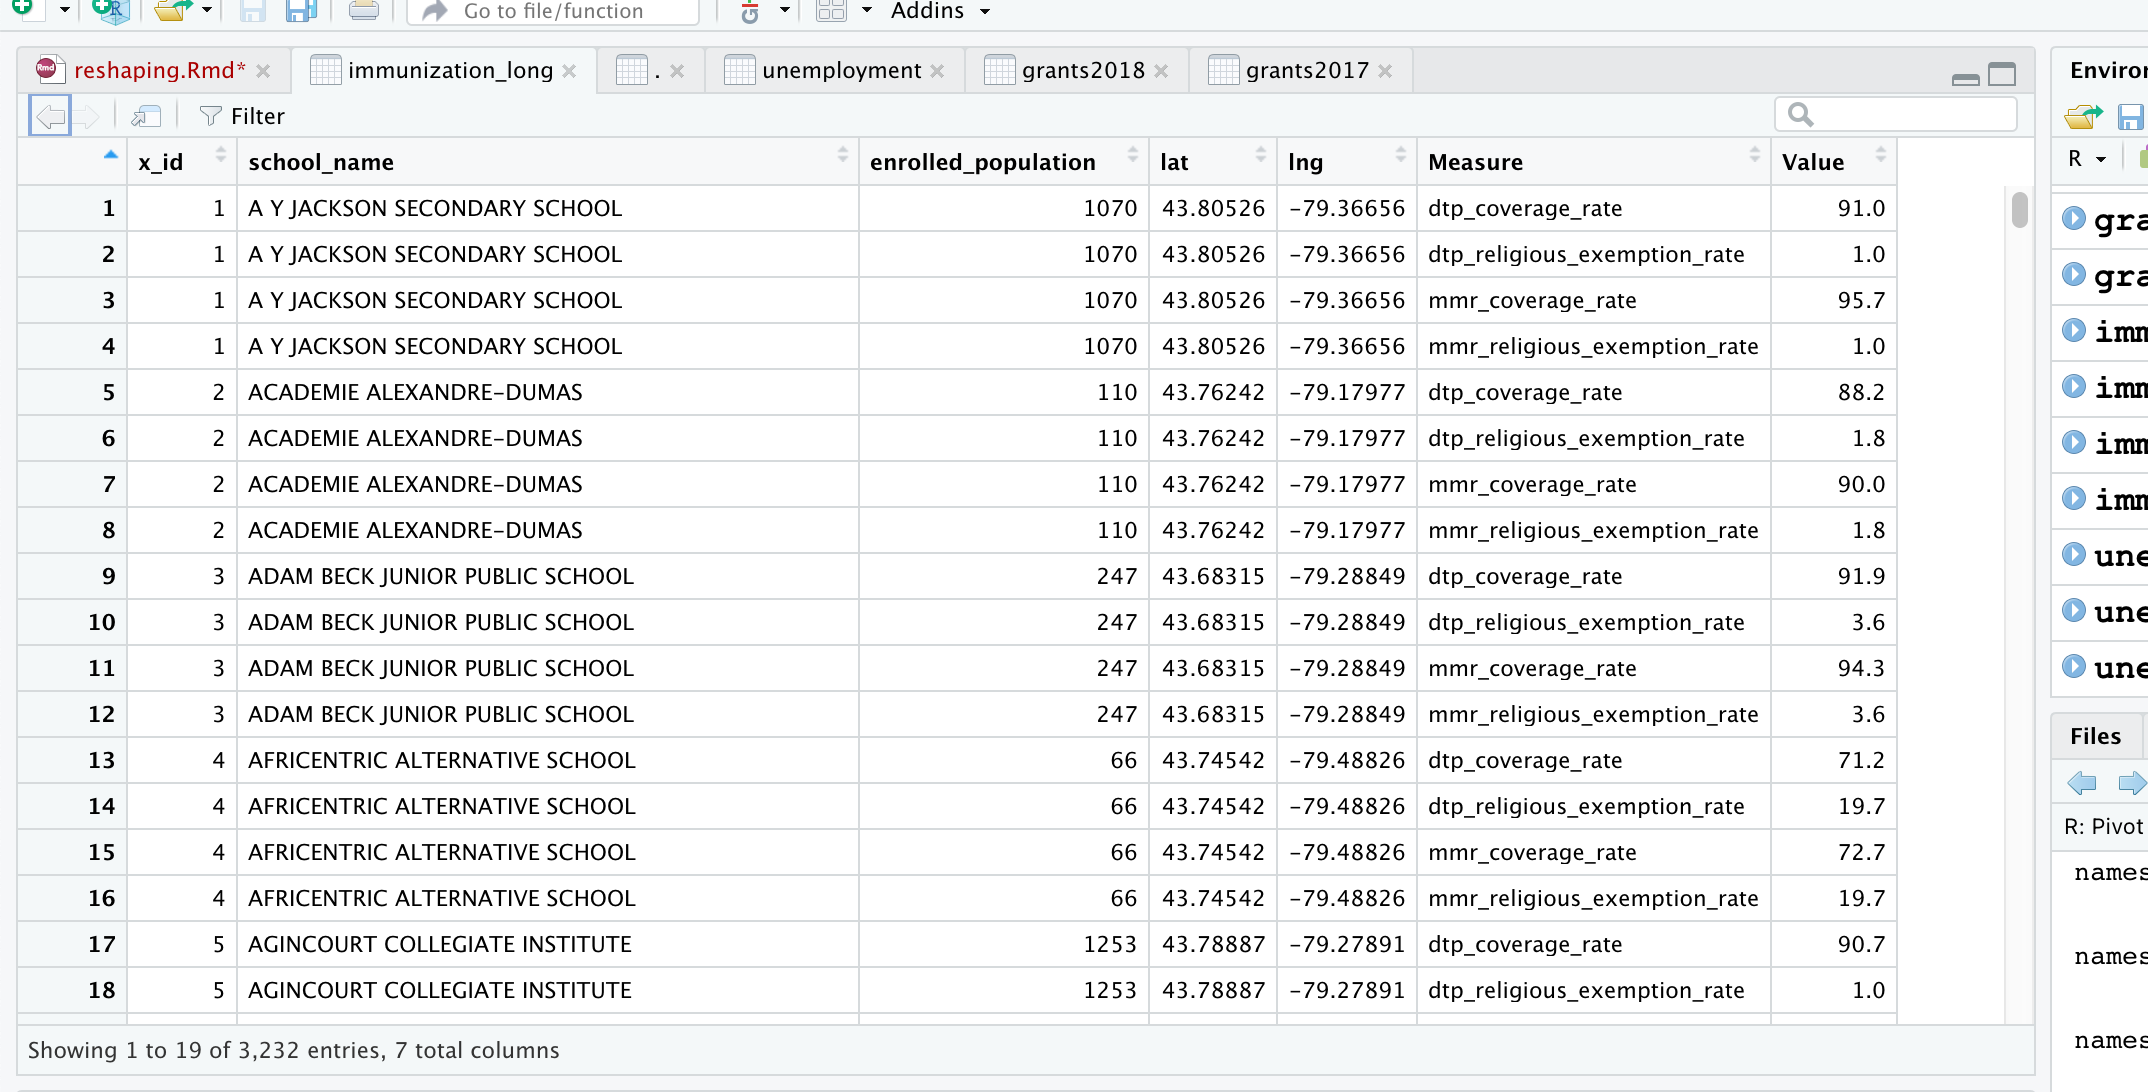 Go to file/function Addins
reshaping.Rmd* immunization_long . unemployment grants2018 grants2017
Filter
x_id school_name enrolled_population lat lng Measure Value
1 1 A Y JACKSON SECONDARY SCHOOL 1070 43.80526 -79.36656 dtp_coverage_rate 91.0
2 1 A Y JACKSON SECONDARY SCHOOL 1070 43.80526 -79.36656 dtp_religious_exemption_rate 1.0
3 1 A Y JACKSON SECONDARY SCHOOL 1070 43.80526 -79.36656 mmr_coverage_rate 95.7
4 1 A Y JACKSON SECONDARY SCHOOL 1070 43.80526 -79.36656 mmr_religious_exemption_rate 1.0
5 2 ACADEMIE ALEXANDRE-DUMAS 110 43.76242 -79.17977 dtp_coverage_rate 88.2
6 2 ACADEMIE ALEXANDRE-DUMAS 110 43.76242 -79.17977 dtp_religious_exemption_rate 1.8
7 2 ACADEMIE ALEXANDRE-DUMAS 110 43.76242 -79.17977 mmr_coverage_rate 90.0
8 2 ACADEMIE ALEXANDRE-DUMAS 110 43.76242 -79.17977 mmr_religious_exemption_rate 1.8
9 3 ADAM BECK JUNIOR PUBLIC SCHOOL 247 43.68315 -79.28849 dtp_coverage_rate 91.9
10 3 ADAM BECK JUNIOR PUBLIC SCHOOL 247 43.68315 -79.28849 dtp_religious_exemption_rate 3.6
11 3 ADAM BECK JUNIOR PUBLIC SCHOOL 247 43.68315 -79.28849 mmr_coverage_rate 94.3
12 3 ADAM BECK JUNIOR PUBLIC SCHOOL 247 43.68315 -79.28849 mmr_religious_exemption_rate 3.6
13 4 AFRICENTRIC ALTERNATIVE SCHOOL 66 43.74542 -79.48826 dtp_coverage_rate 71.2
14 4 AFRICENTRIC ALTERNATIVE SCHOOL 66 43.74542 -79.48826 dtp_religious_exemption_rate 19.7
15 4 AFRICENTRIC ALTERNATIVE SCHOOL 66 43.74542 -79.48826 mmr_coverage_rate 72.7
16 4 AFRICENTRIC ALTERNATIVE SCHOOL 66 43.74542 -79.48826 mmr_religious_exemption_rate 19.7
17 5 AGINCOURT COLLEGIATE INSTITUTE 1253 43.78887 -79.27891 dtp_coverage_rate 90.7
18 5 AGINCOURT COLLEGIATE INSTITUTE 1253 43.78887 -79.27891 dtp_religious_exemption_rate 1.0
Showing 1 to 19 of 3,232 entries, 7 total columns
Environ
R
gra
gra
imm
imm
imm
imm
une
une
une
Files
R: Pivot
names
names
names